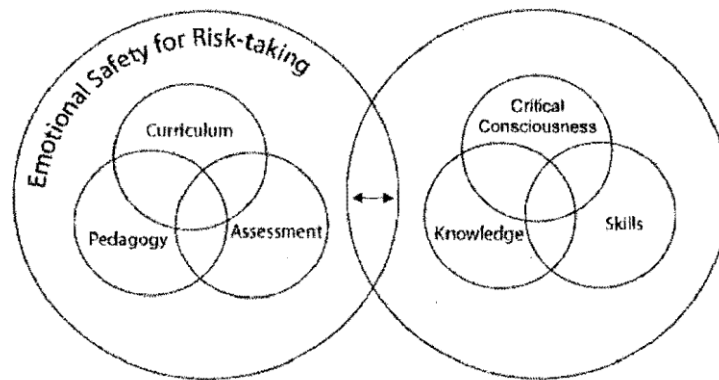 Emotional Safety for Risk-taking
Curriculum
Pedagogy
Assessment
Critical
Consciousness
Knowledge
Skills